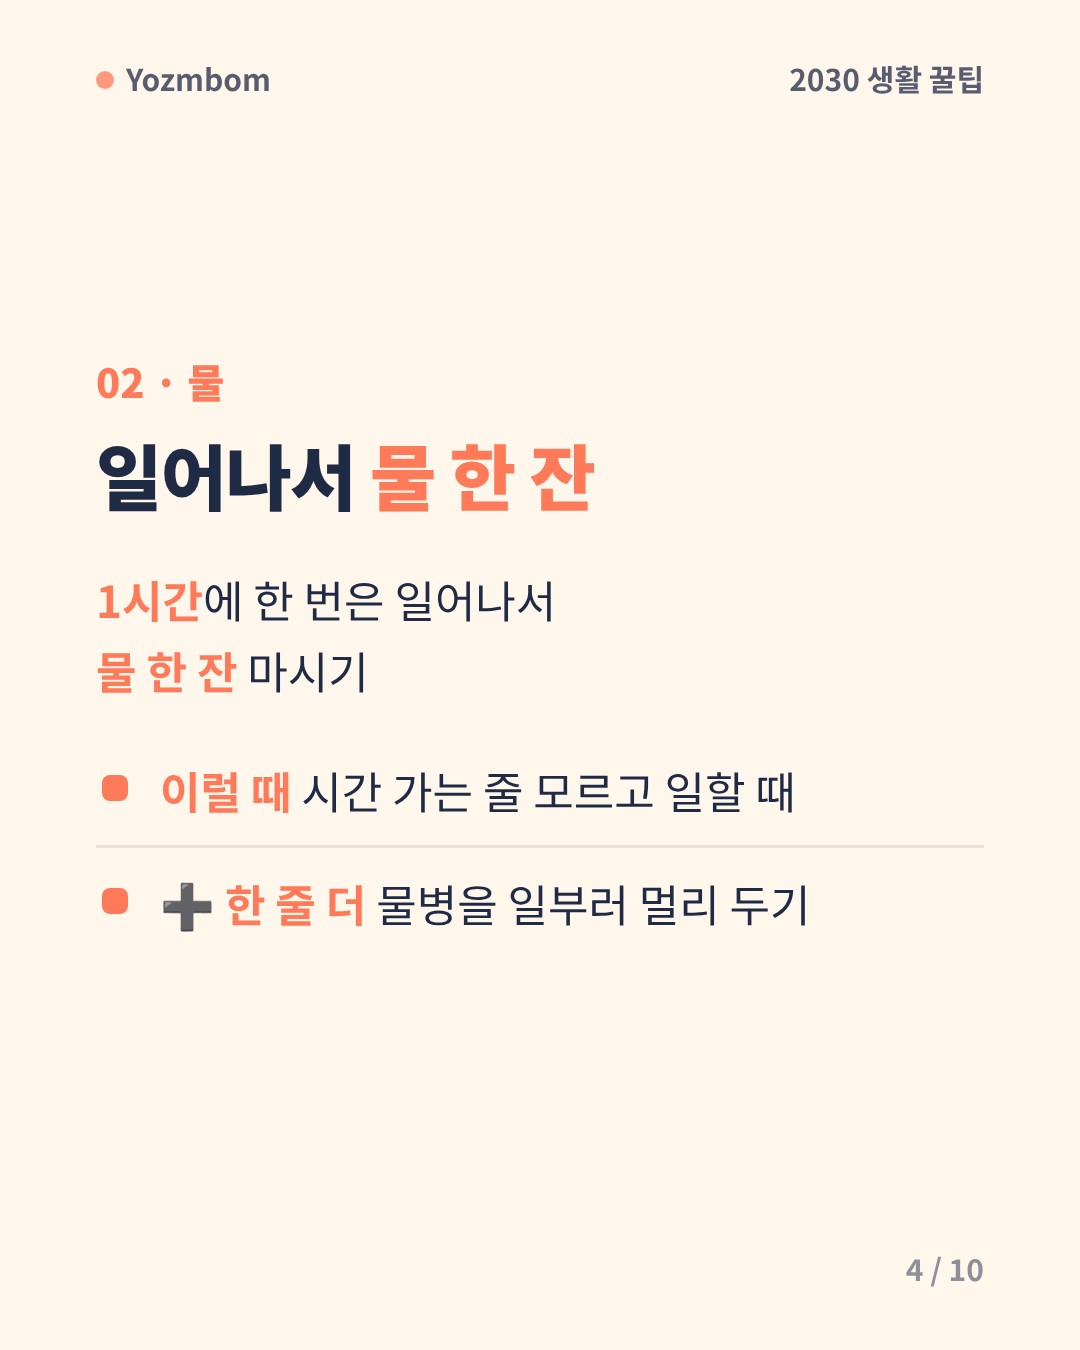 Yozmbom
2030 생활 꿀팁
02 · 물
일어나서 물 한 잔
1시간에 한 번은 일어나서
물 한 잔 마시기
이럴 때 시간 가는 줄 모르고 일할 때
➕ 한 줄 더 물병을 일부러 멀리 두기
4 / 10